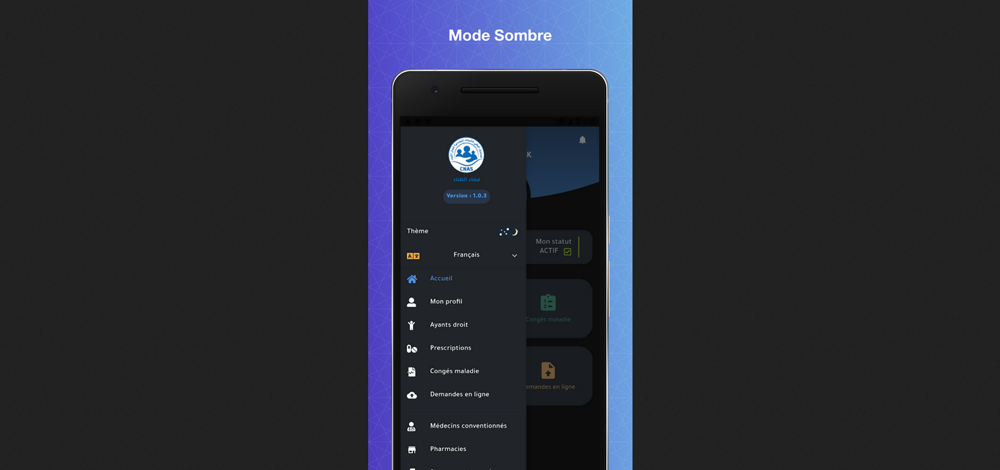 Mode Sombre
CNAS
فضاء الهناء
Version : 1.0.3
K
Thème
Français
Mon statut
ACTIF
Accueil
Mon profil
Ayants droit
Prescriptions
Congés maladie
Demandes en ligne
Médecins conventionnés
Pharmacies
Congés maladie
emandes en ligne